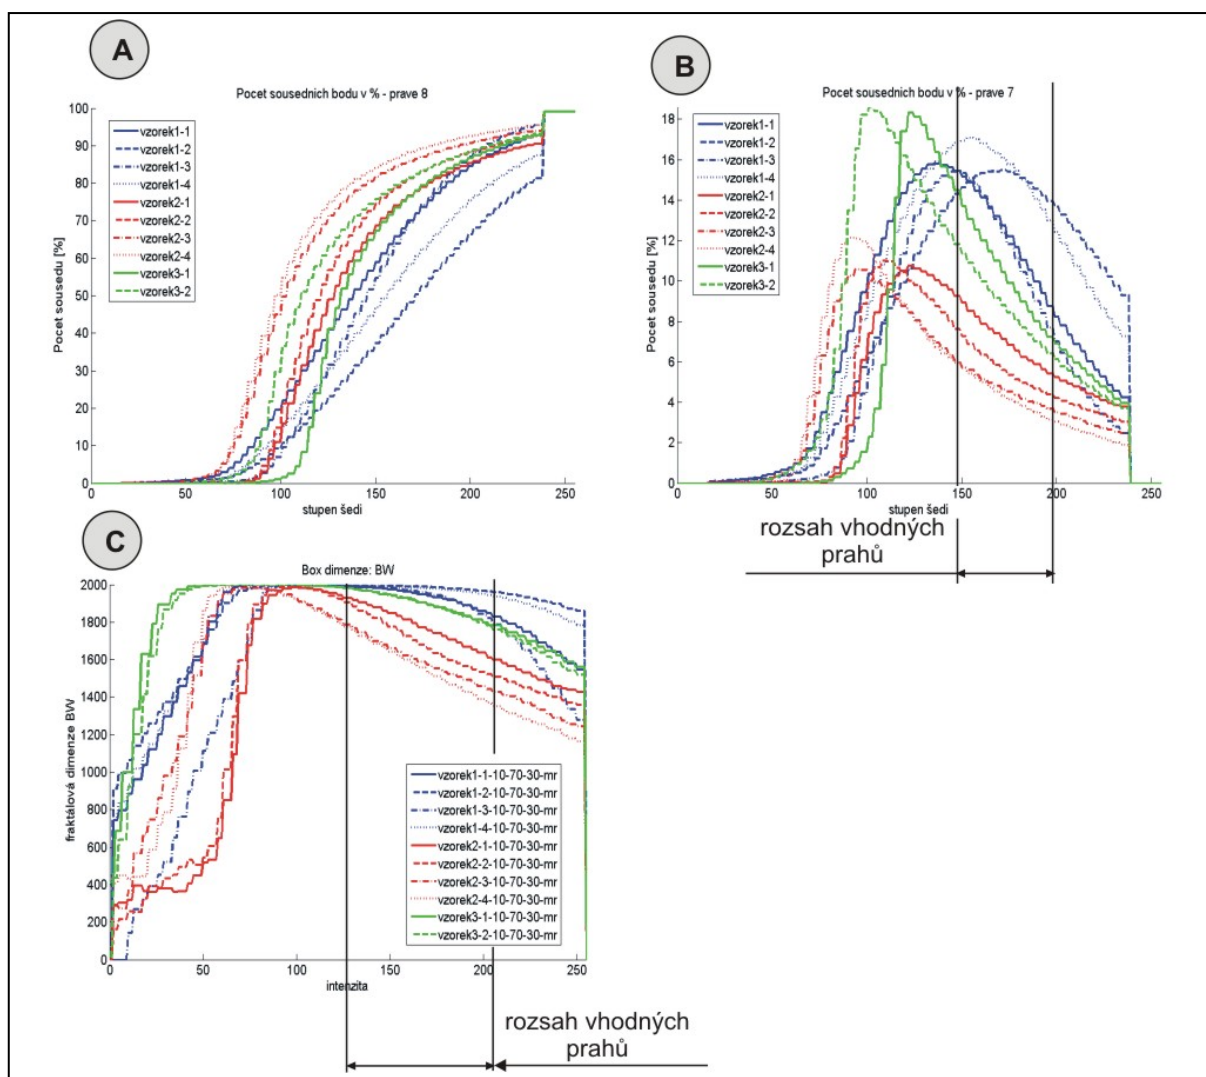 A
Pocet sousednich bodu v % - prave 8
100
90
80
70
60
50
40
30
20
10
0
Pocet sousedu [%]
vzorek1-1
vzorek1-2
vzorek1-3
vzorek1-4
vzorek2-1
vzorek2-2
vzorek2-3
vzorek2-4
vzorek3-1
vzorek3-2
0 50 100 150 200 250
stupen šedi
B
Pocet sousednich bodu v % - prave 7
18
16
14
12
10
8
6
4
2
0
Pocet sousedu [%]
vzorek1-1
vzorek1-2
vzorek1-3
vzorek1-4
vzorek2-1
vzorek2-2
vzorek2-3
vzorek2-4
vzorek3-1
vzorek3-2
0 50 100 150 200 250
stupen šedi
rozsah vhodných
prahů
C
Box dimenze: BW
2000
1800
1600
1400
1200
1000
800
600
400
200
0
fraktálová dimenze BW
vzorek1-1-10-70-30-mr
vzorek1-2-10-70-30-mr
vzorek1-3-10-70-30-mr
vzorek1-4-10-70-30-mr
vzorek2-1-10-70-30-mr
vzorek2-2-10-70-30-mr
vzorek2-3-10-70-30-mr
vzorek2-4-10-70-30-mr
vzorek3-1-10-70-30-mr
vzorek3-2-10-70-30-mr
0 50 100 150 200 250
intenzita
rozsah vhodných
prahů